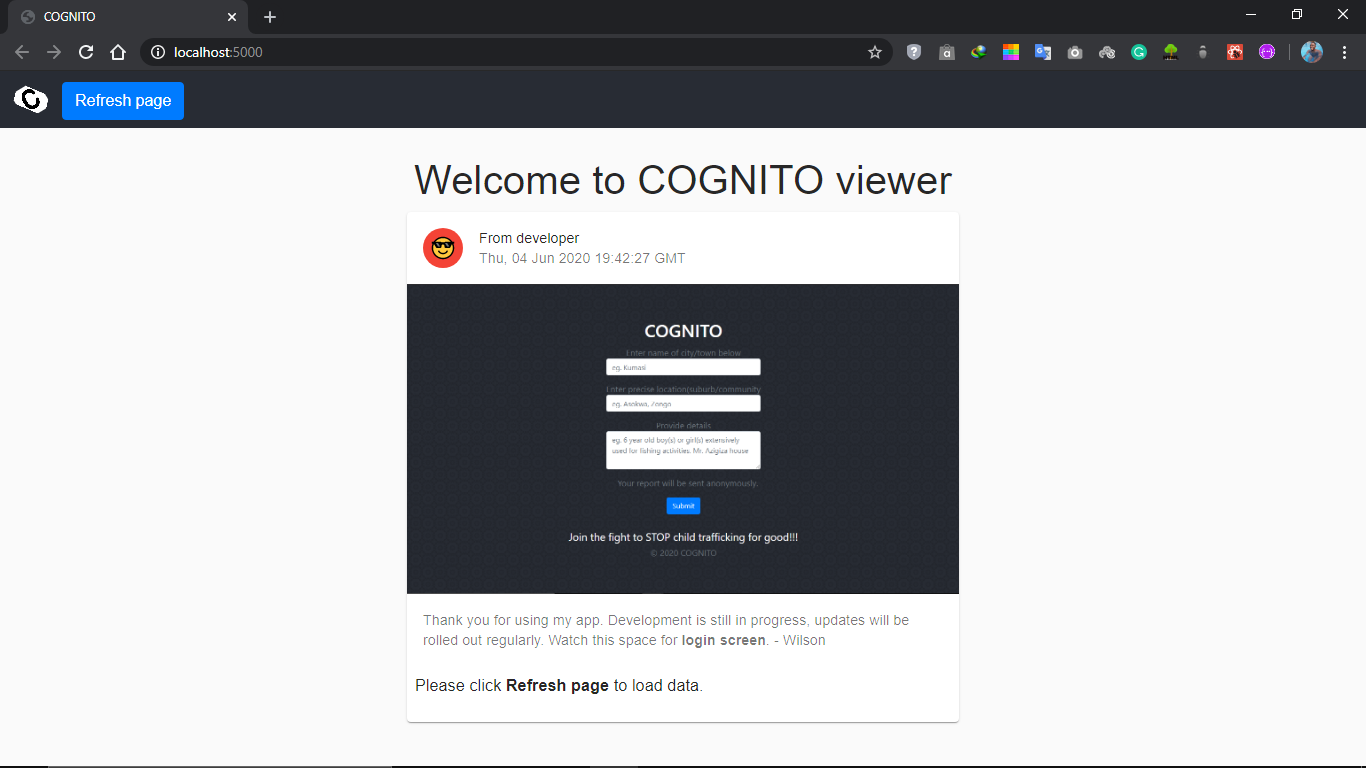 COGNITO
localhost:5000
Refresh page
Welcome to COGNITO viewer
From developer
Thu, 04 Jun 2020 19:42:27 GMT
COGNITO
Enter name of city/town below
eg. Kumasi
Enter precise location(suburb/community
eg. Asokwa, Zongo
Provide details
eg. 6 year old boy(s) or girl(s) extensively
used for fishing activities. Mr. Azigiza house
Your report will be sent anonymously.
Submit
Join the fight to STOP child trafficking for good!!!
© 2020 COGNITO
Thank you for using my app. Development is still in progress, updates will be
rolled out regularly. Watch this space for login screen. - Wilson
Please click Refresh page to load data.